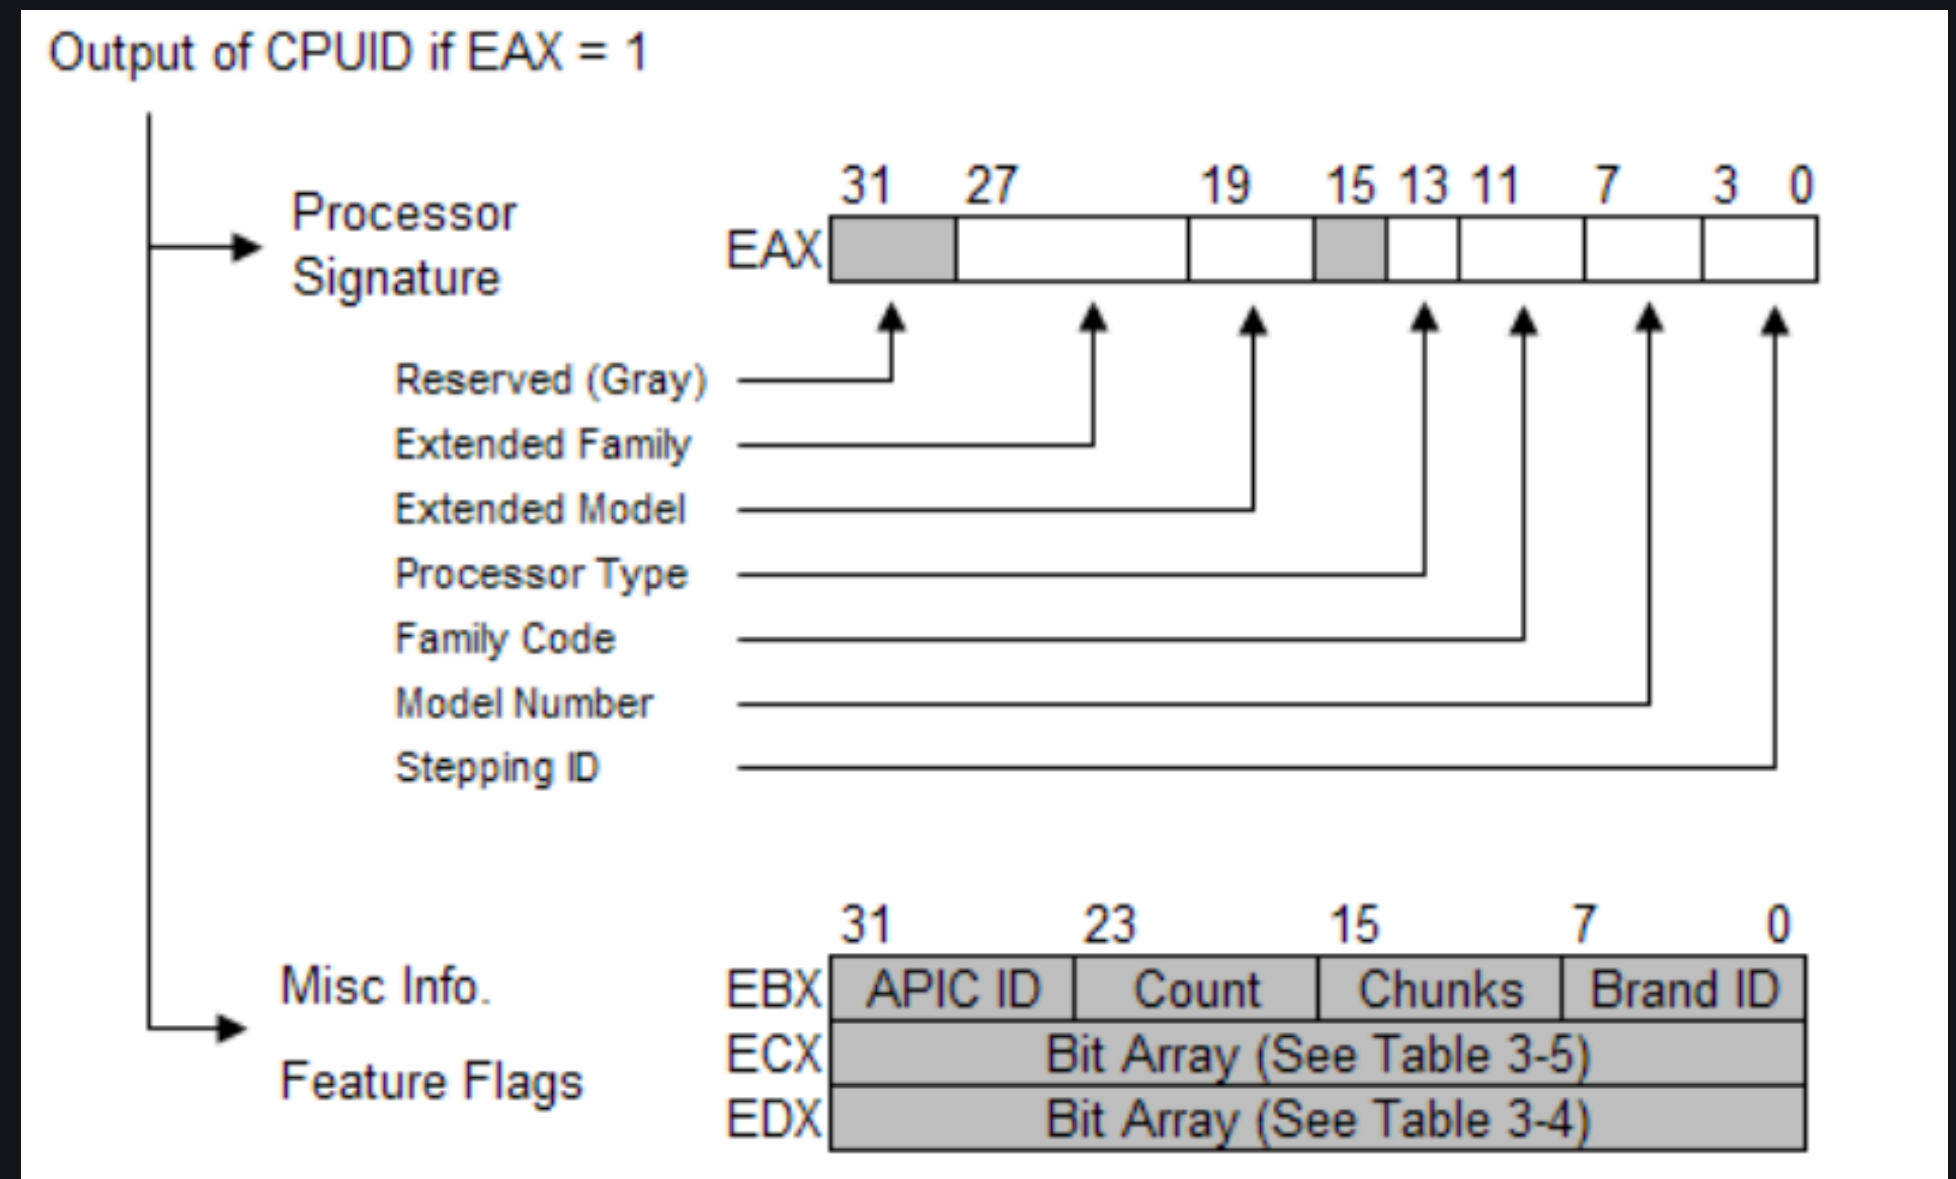 Output of CPUID if EAX = 1
31 27 19 15 13 11 7 3 0
Processor
Signature
EAX
Reserved (Gray)
Extended Family
Extended Model
Processor Type
Family Code
Model Number
Stepping ID
31 23 15 7 0
Misc Info.
EBX APIC ID Count Chunks Brand ID
ECX Bit Array (See Table 3-5)
Feature Flags
EDX Bit Array (See Table 3-4)